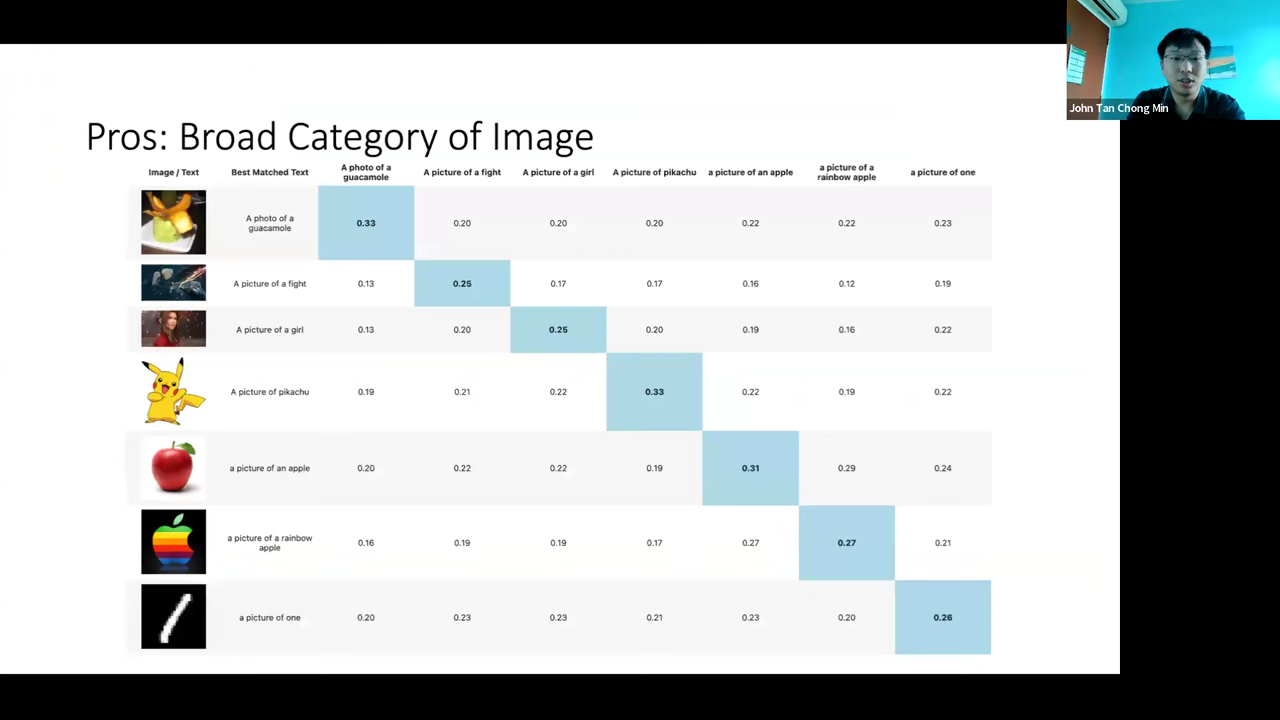 John Tan Chong Min
Pros: Broad Category of Image
Image / Text Best Matched Text A photo of a guacamole A picture of a fight A picture of a girl A picture of pikachu a picture of an apple a picture of a rainbow apple a picture of one
A photo of a guacamole 0.33 0.20 0.20 0.20 0.22 0.22 0.23
A picture of a fight 0.13 0.25 0.17 0.17 0.16 0.12 0.19
A picture of a girl 0.13 0.20 0.25 0.20 0.19 0.16 0.22
A picture of pikachu 0.19 0.21 0.22 0.33 0.22 0.19 0.22
a picture of an apple 0.20 0.22 0.22 0.19 0.31 0.29 0.24
a picture of a rainbow apple 0.16 0.19 0.19 0.17 0.27 0.27 0.21
a picture of one 0.20 0.23 0.23 0.21 0.23 0.20 0.26